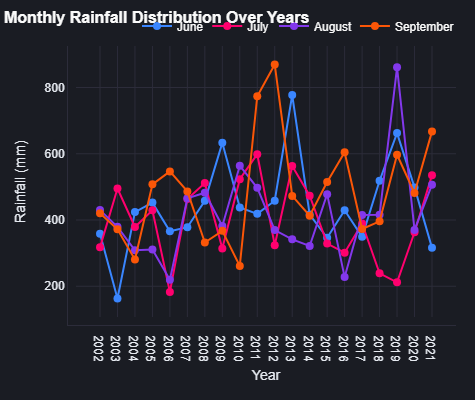 Monthly Rainfall Distribution Over Years
June July August September
800
600
400
200
Rainfall (mm)
2002 2003 2004 2005 2006 2007 2008 2009 2010 2011 2012 2013 2014 2015 2016 2017 2018 2019 2020 2021
Year